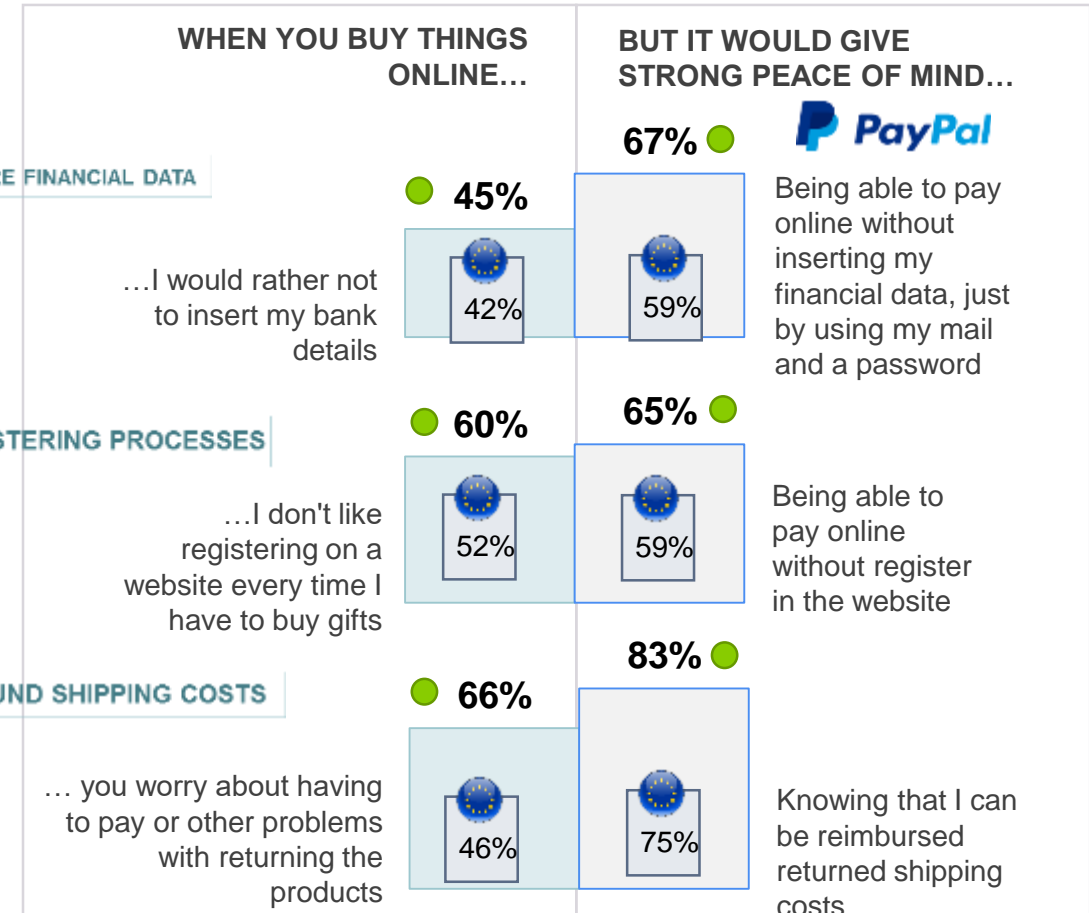 WHEN YOU BUY THINGS
ONLINE…
BUT IT WOULD GIVE
STRONG PEACE OF MIND…
PayPal
FINANCIAL DATA
45%
67%
42%
59%
…I would rather not
to insert my bank
details
Being able to pay
online without
inserting my
financial data, just
by using my mail
and a password
PROCESSES
60%
65%
52%
59%
…I don't like
registering on a
website every time I
have to buy gifts
Being able to
pay online
without register
in the website
SHIPPING COSTS
66%
83%
46%
75%
… you worry about having
to pay or other problems
with returning the
products
Knowing that I can
be reimbursed
returned shipping
costs